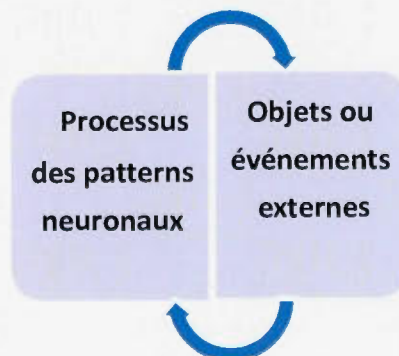 Processus
des patterns
neuronaux
Objets ou
événements
externes